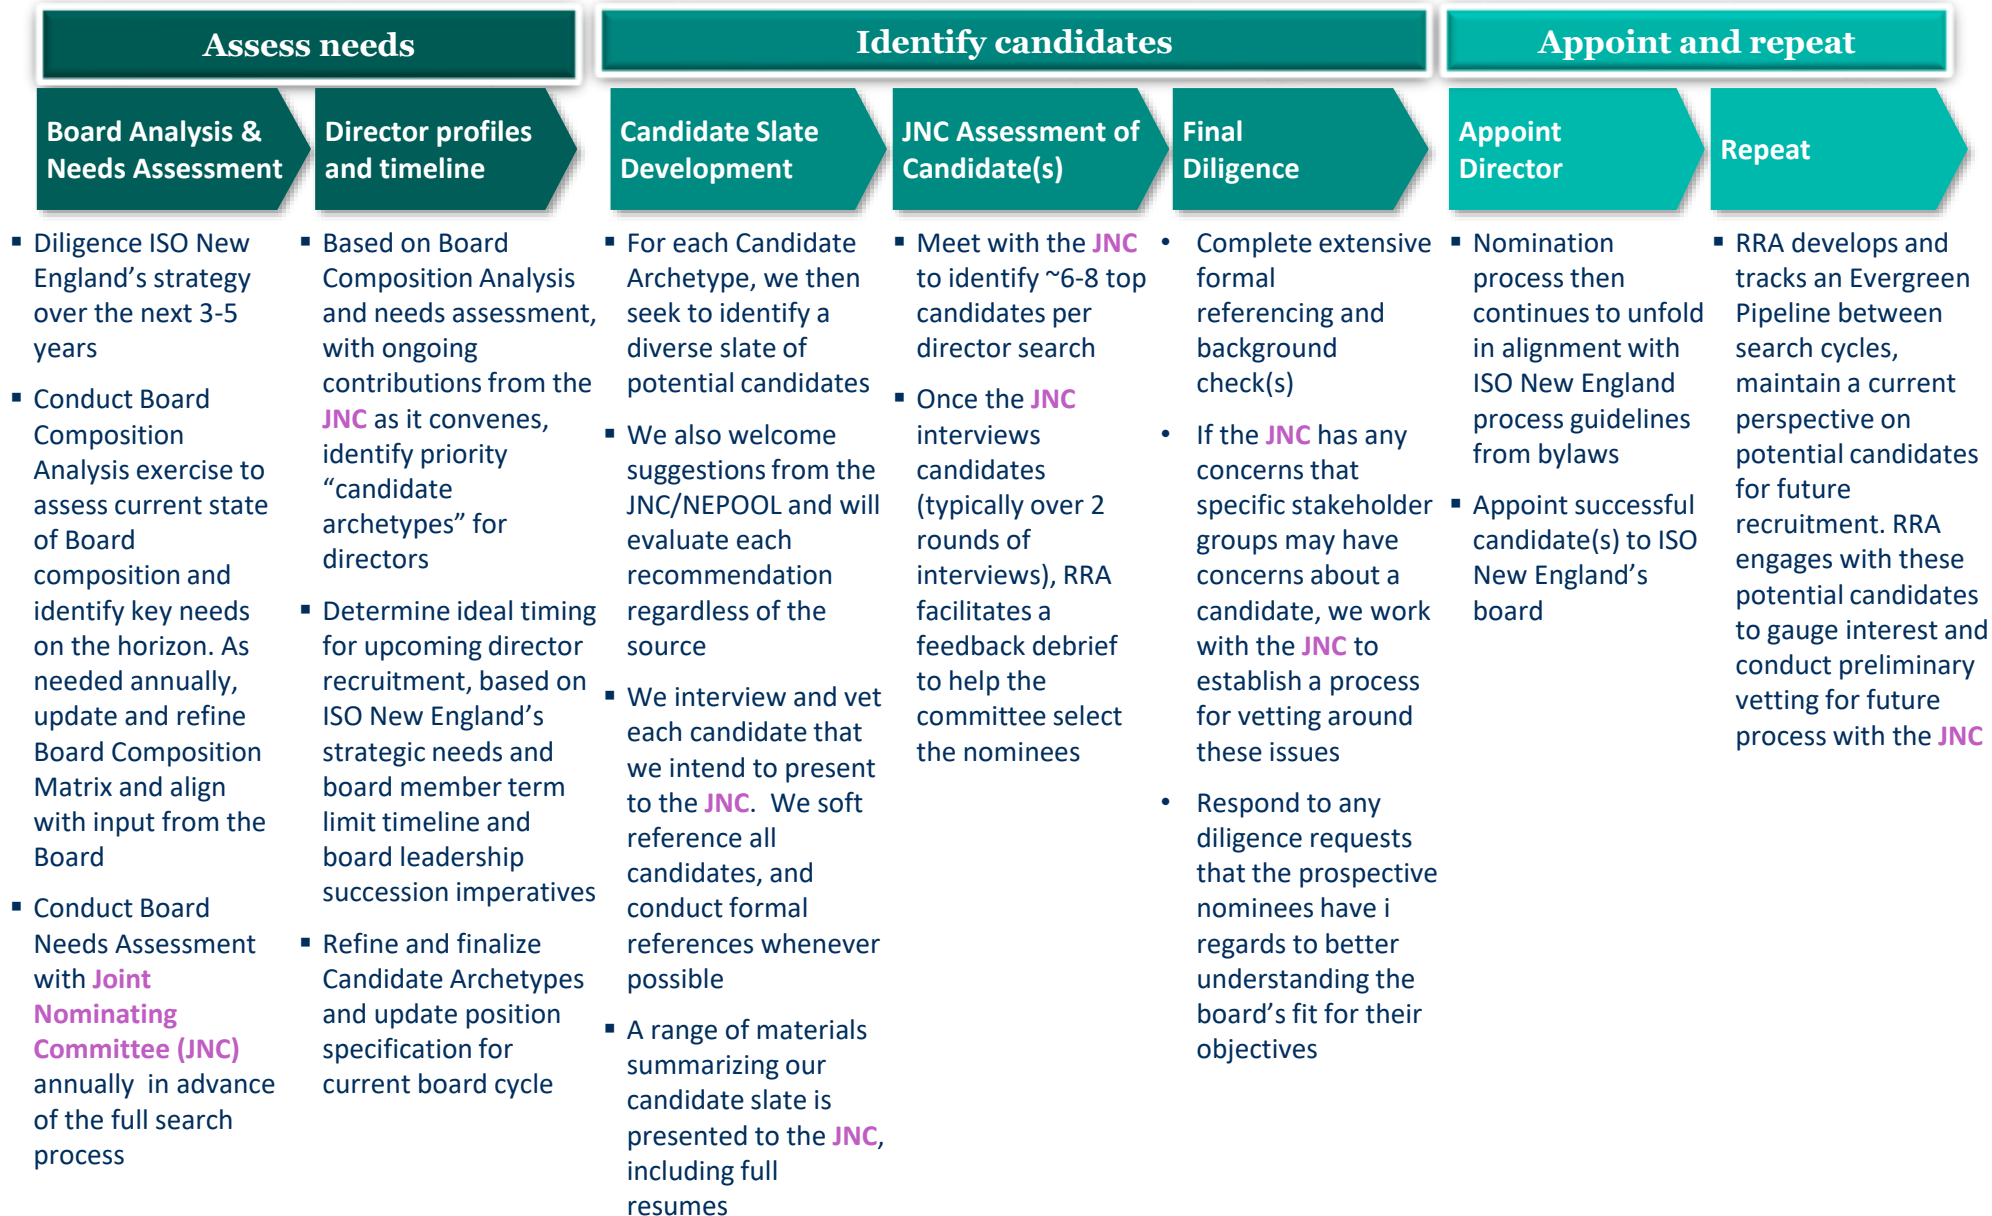 Assess needs
Identify candidates
Appoint and repeat
Board Analysis &
Needs Assessment
Director profiles
and timeline
Candidate Slate
Development
JNC Assessment of
Candidate(s)
Final
Diligence
Appoint
Director
Repeat
▪ Diligence ISO New
England’s strategy
over the next 3-5
years
▪ Conduct Board
Composition
Analysis exercise to
assess current state
of Board
composition and
identify key needs
on the horizon. As
needed annually,
update and refine
Board Composition
Matrix and align
with input from the
Board
▪ Conduct Board
Needs Assessment
with Joint
Nominating
Committee (JNC)
annually  in advance
of the full search
process
▪ Based on Board
Composition Analysis
and needs assessment,
with ongoing
contributions from the
JNC as it convenes,
identify priority
“candidate
archetypes” for
directors
▪ Determine ideal timing
for upcoming director
recruitment, based on
ISO New England’s
strategic needs and
board member term
limit timeline and
board leadership
succession imperatives
▪ Refine and finalize
Candidate Archetypes
and update position
specification for
current board cycle
▪ For each Candidate
Archetype, we then
seek to identify a
diverse slate of
potential candidates
▪ We also welcome
suggestions from the
JNC/NEPOOL and will
evaluate each
recommendation
regardless of the
source
▪ We interview and vet
each candidate that
we intend to present
to the JNC.  We soft
reference all
candidates, and
conduct formal
references whenever
possible
▪ A range of materials
summarizing our
candidate slate is
presented to the JNC,
including full
resumes
▪ Meet with the JNC
to identify ~6-8 top
candidates per
director search
▪ Once the JNC
interviews
candidates
(typically over 2
rounds of
interviews), RRA
facilitates a
feedback debrief
to help the
committee select
the nominees
• Complete extensive
formal
referencing and
background
check(s)
• If the JNC has any
concerns that
specific stakeholder
groups may have
concerns about a
candidate, we work
with the JNC to
establish a process
for vetting around
these issues
• Respond to any
diligence requests
that the prospective
nominees have i
regards to better
understanding the
board’s fit for their
objectives
▪ Nomination
process then
continues to unfold
in alignment with
ISO New England
process guidelines
from bylaws
▪ Appoint successful
candidate(s) to ISO
New England’s
board
▪ RRA develops and
tracks an Evergreen
Pipeline between
search cycles,
maintain a current
perspective on
potential candidates
for future
recruitment. RRA
engages with these
potential candidates
to gauge interest and
conduct preliminary
vetting for future
process with the JNC